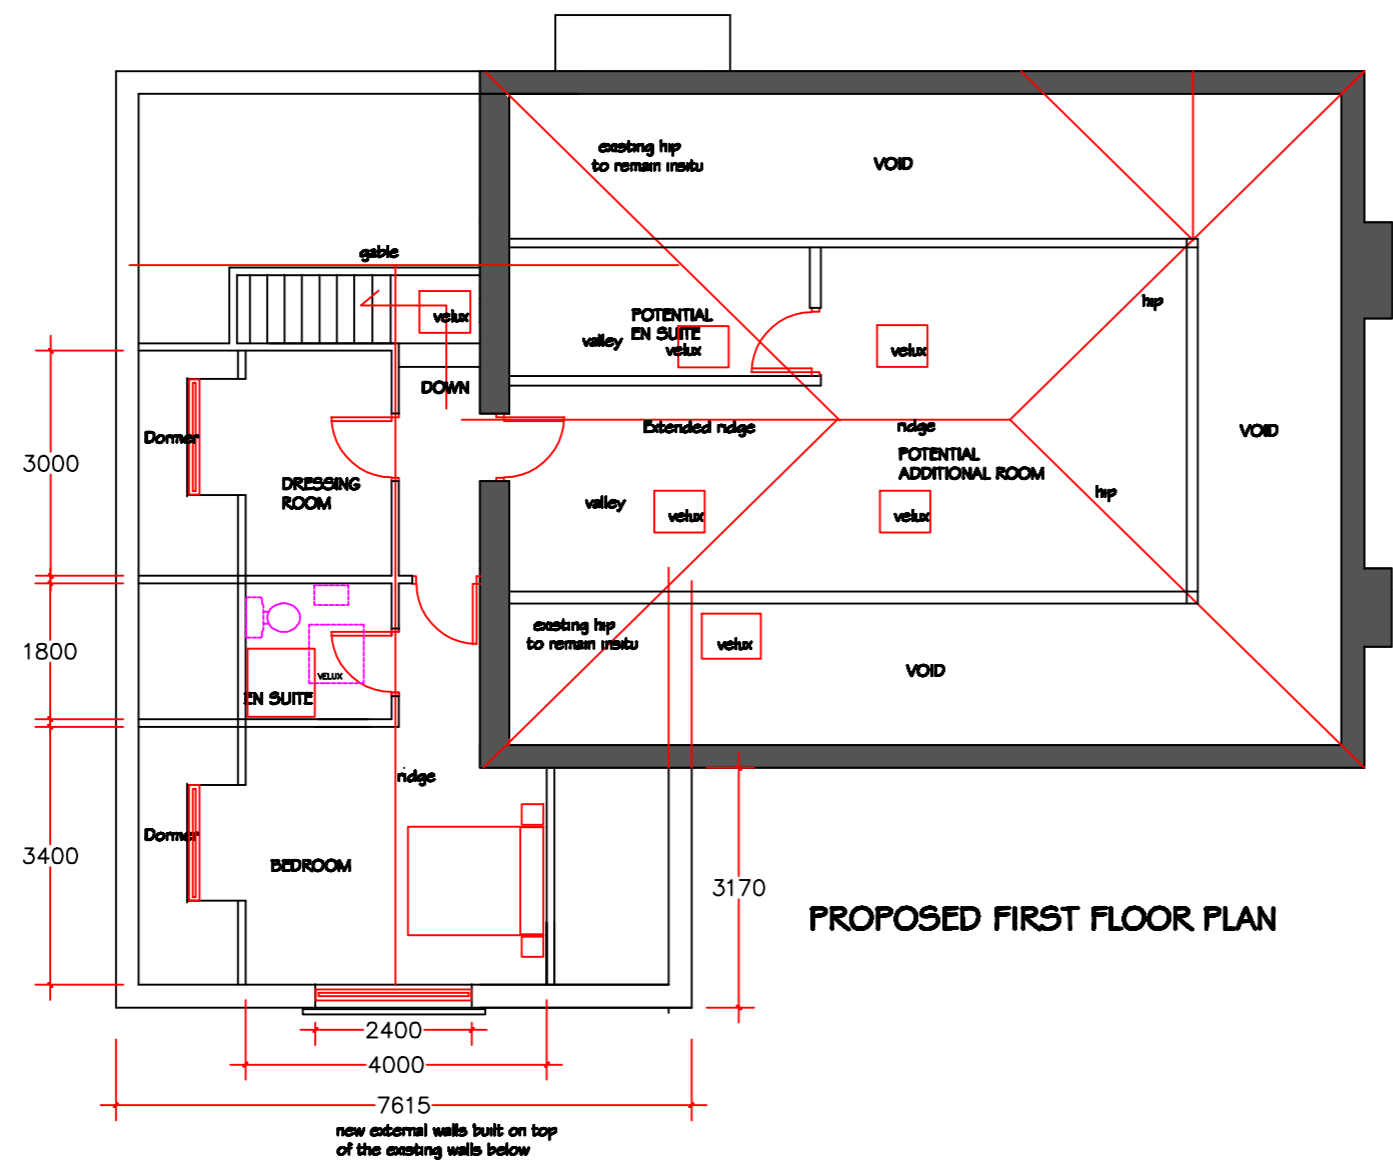 existing hip
to remain insitu
VOID
gable
hip
velux
POTENTIAL
EN SUITE
valley
velux
velux
DOWN
Dormer
Extended ridge
ridge
VOID
POTENTIAL
ADDITIONAL ROOM
3000
DRESSING
ROOM
valley
velux
velux
hip
existing hip
to remain insitu
velux
1800
VELUX
EN SUITE
VOID
ridge
Dormer
3400
BEDROOM
3170
PROPOSED FIRST FLOOR PLAN
2400
4000
7615
new external walls built on top
of the existing walls below